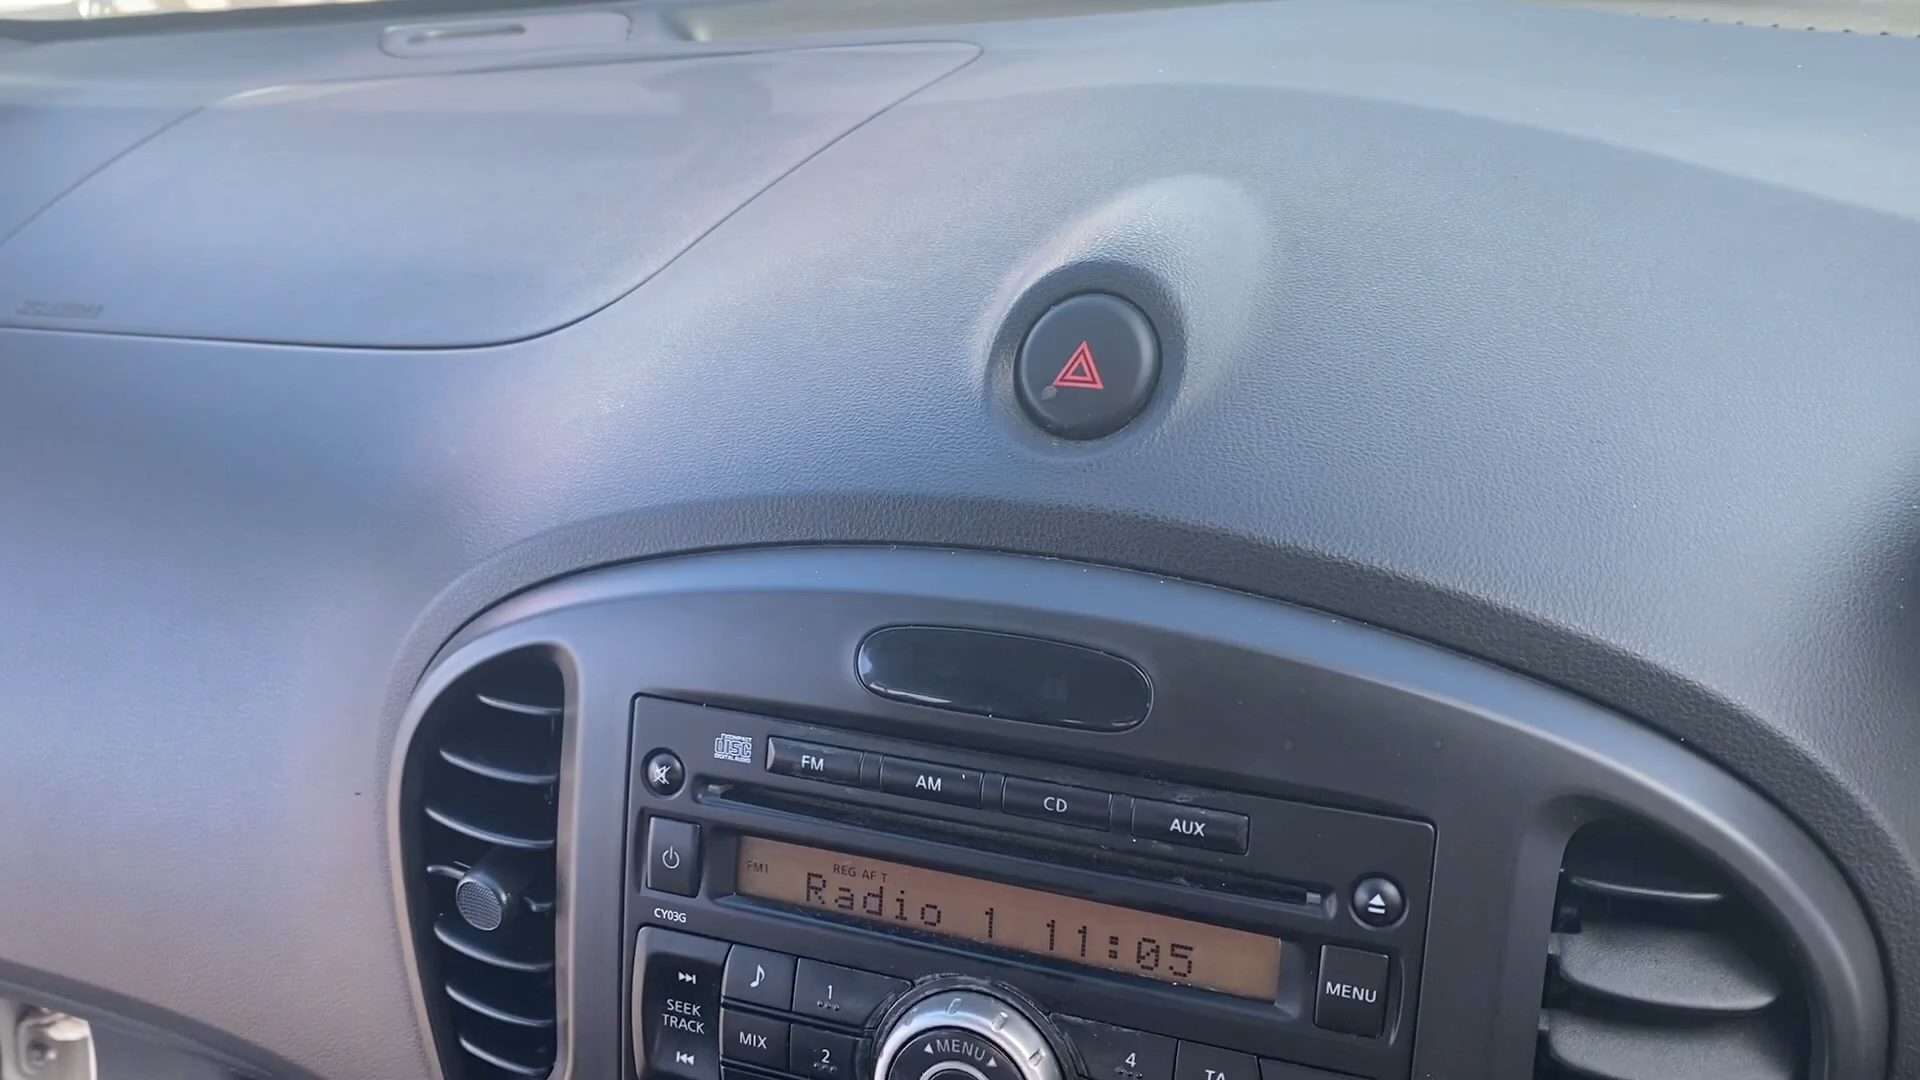 COMPACT
disc
DIGITAL AUDIO
FM
AM
CD
AUX
FM1
REG AF T
Radio 1 11:05
CY03G
MENU
SEEK
TRACK
1
MIX
2
MENU
4
TA